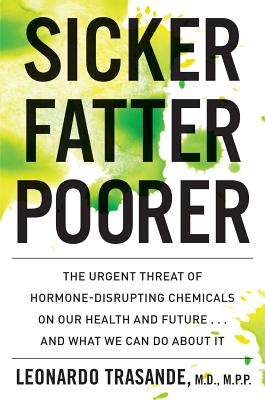 SICKER
FATTER
POORER
THE URGENT THREAT OF
HORMONE-DISRUPTING CHEMICALS
ON OUR HEALTH AND FUTURE . . .
AND WHAT WE CAN DO ABOUT IT
LEONARDO TRASANDE, M.D., M.P.P.